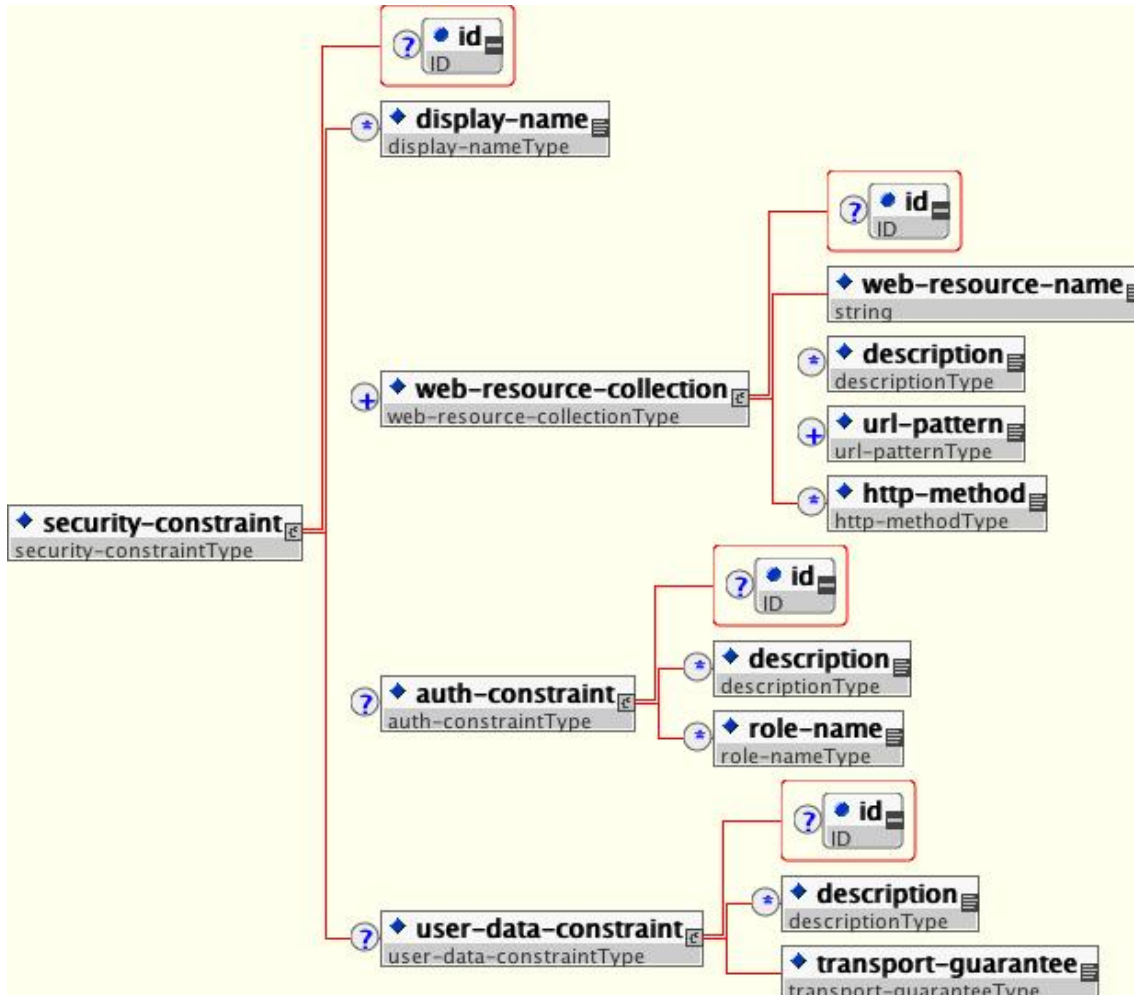 ?
id
ID
*
display-name
display-nameType
?
id
ID
web-resource-name
string
*
description
descriptionType
+
web-resource-collection
web-resource-collectionType
+
url-pattern
url-patternType
*
http-method
http-methodType
security-constraint
security-constraintType
?
id
ID
?
auth-constraint
auth-constraintType
*
description
descriptionType
*
role-name
role-nameType
?
id
ID
?
user-data-constraint
user-data-constraintType
*
description
descriptionType
transport-guarantee
transport-guaranteeType